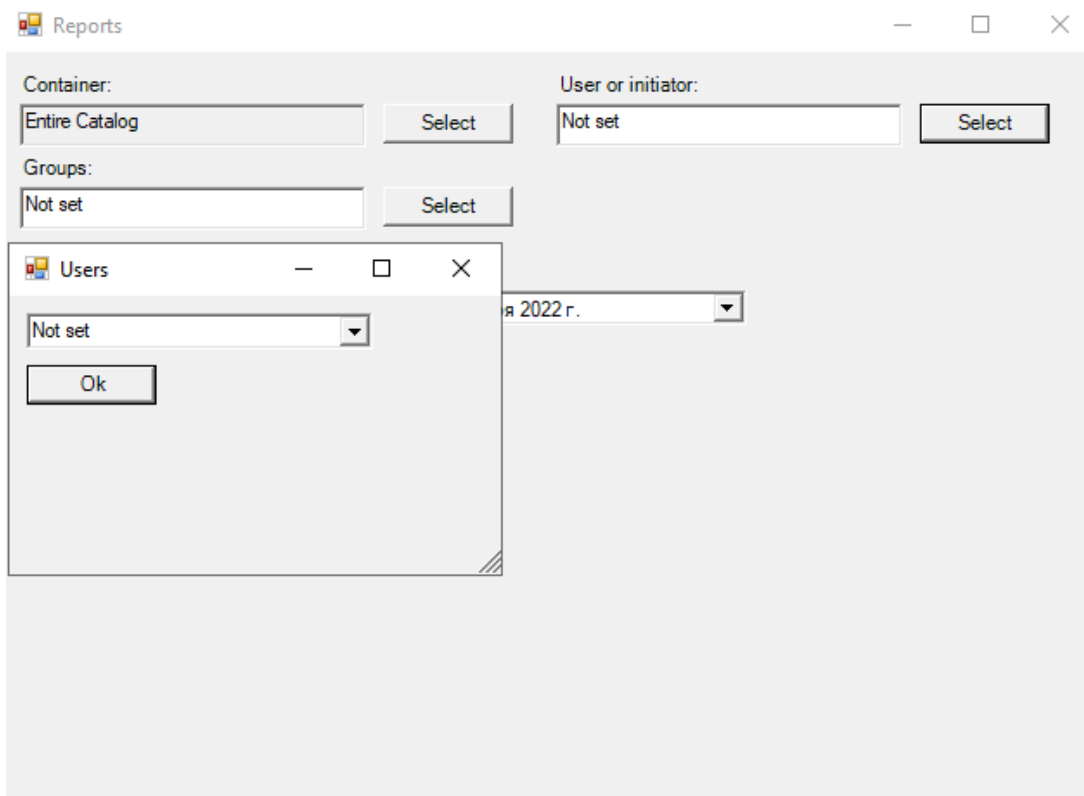 Reports
Container:
User or initiator:
Entire Catalog
Select
Not set
Select
Groups:
Not set
Select
Users
2022 г.
Not set
Ok